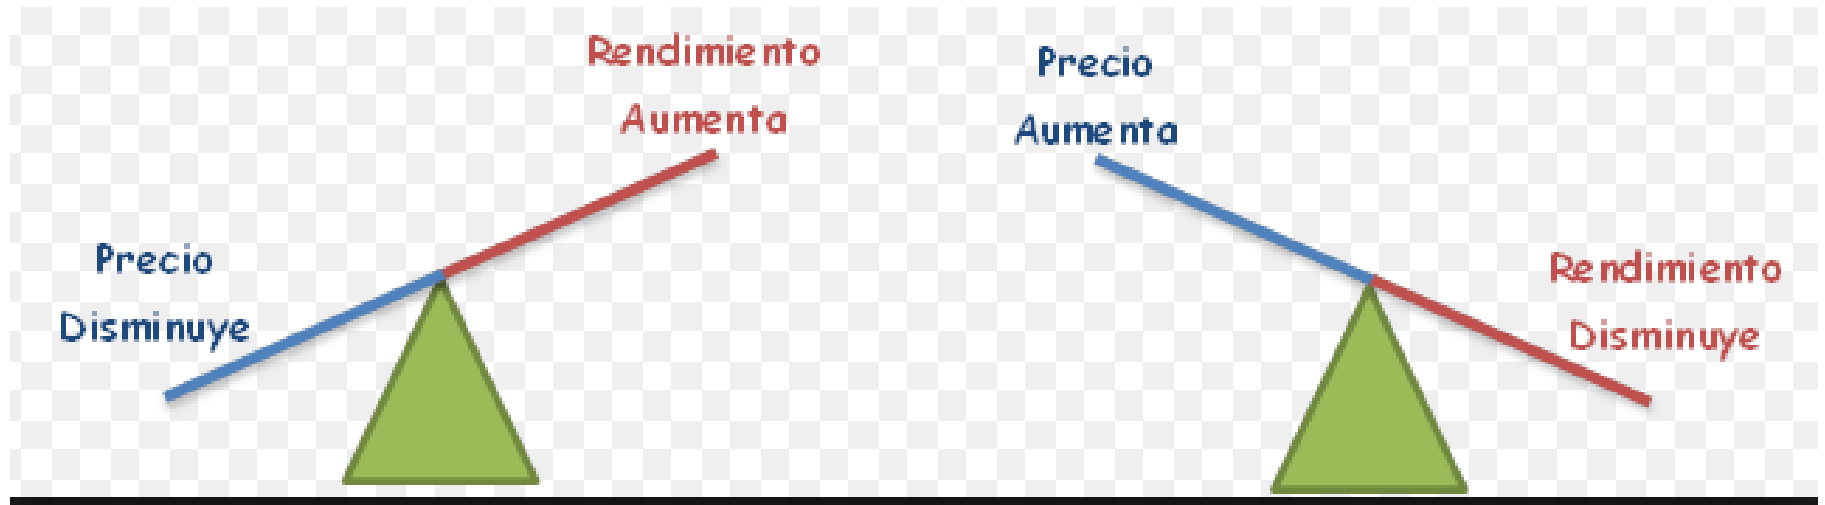 Rendimiento
Aumenta
Precio
Disminuye
Precio
Aumenta
Rendimiento
Disminuye